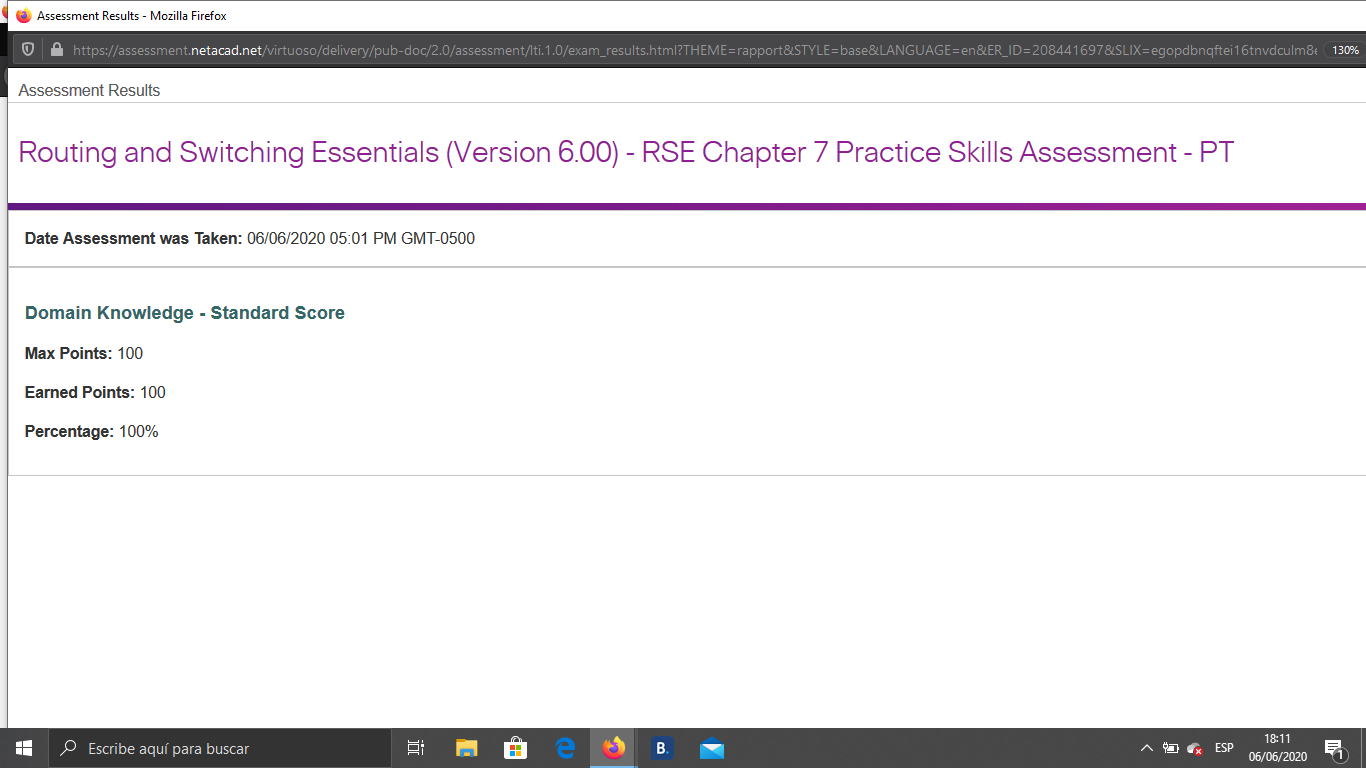 Assessment Results - Mozilla Firefox
https://assessment.netacad.net/virtuoso/delivery/pub-doc/2.0/assessment/lti.1.0/exam_results.html?THEME=rapport&STYLE=base&LANGUAGE=en&ER_ID=208441697&SLIX=egopdbnqftei16tnvdculm8e 130%
Assessment Results
Routing and Switching Essentials (Version 6.00) - RSE Chapter 7 Practice Skills Assessment - PT
Date Assessment was Taken: 06/06/2020 05:01 PM GMT-0500
Domain Knowledge - Standard Score
Max Points: 100
Earned Points: 100
Percentage: 100%
Escribe aquí para buscar
B.
ESP
18:11
06/06/2020
1